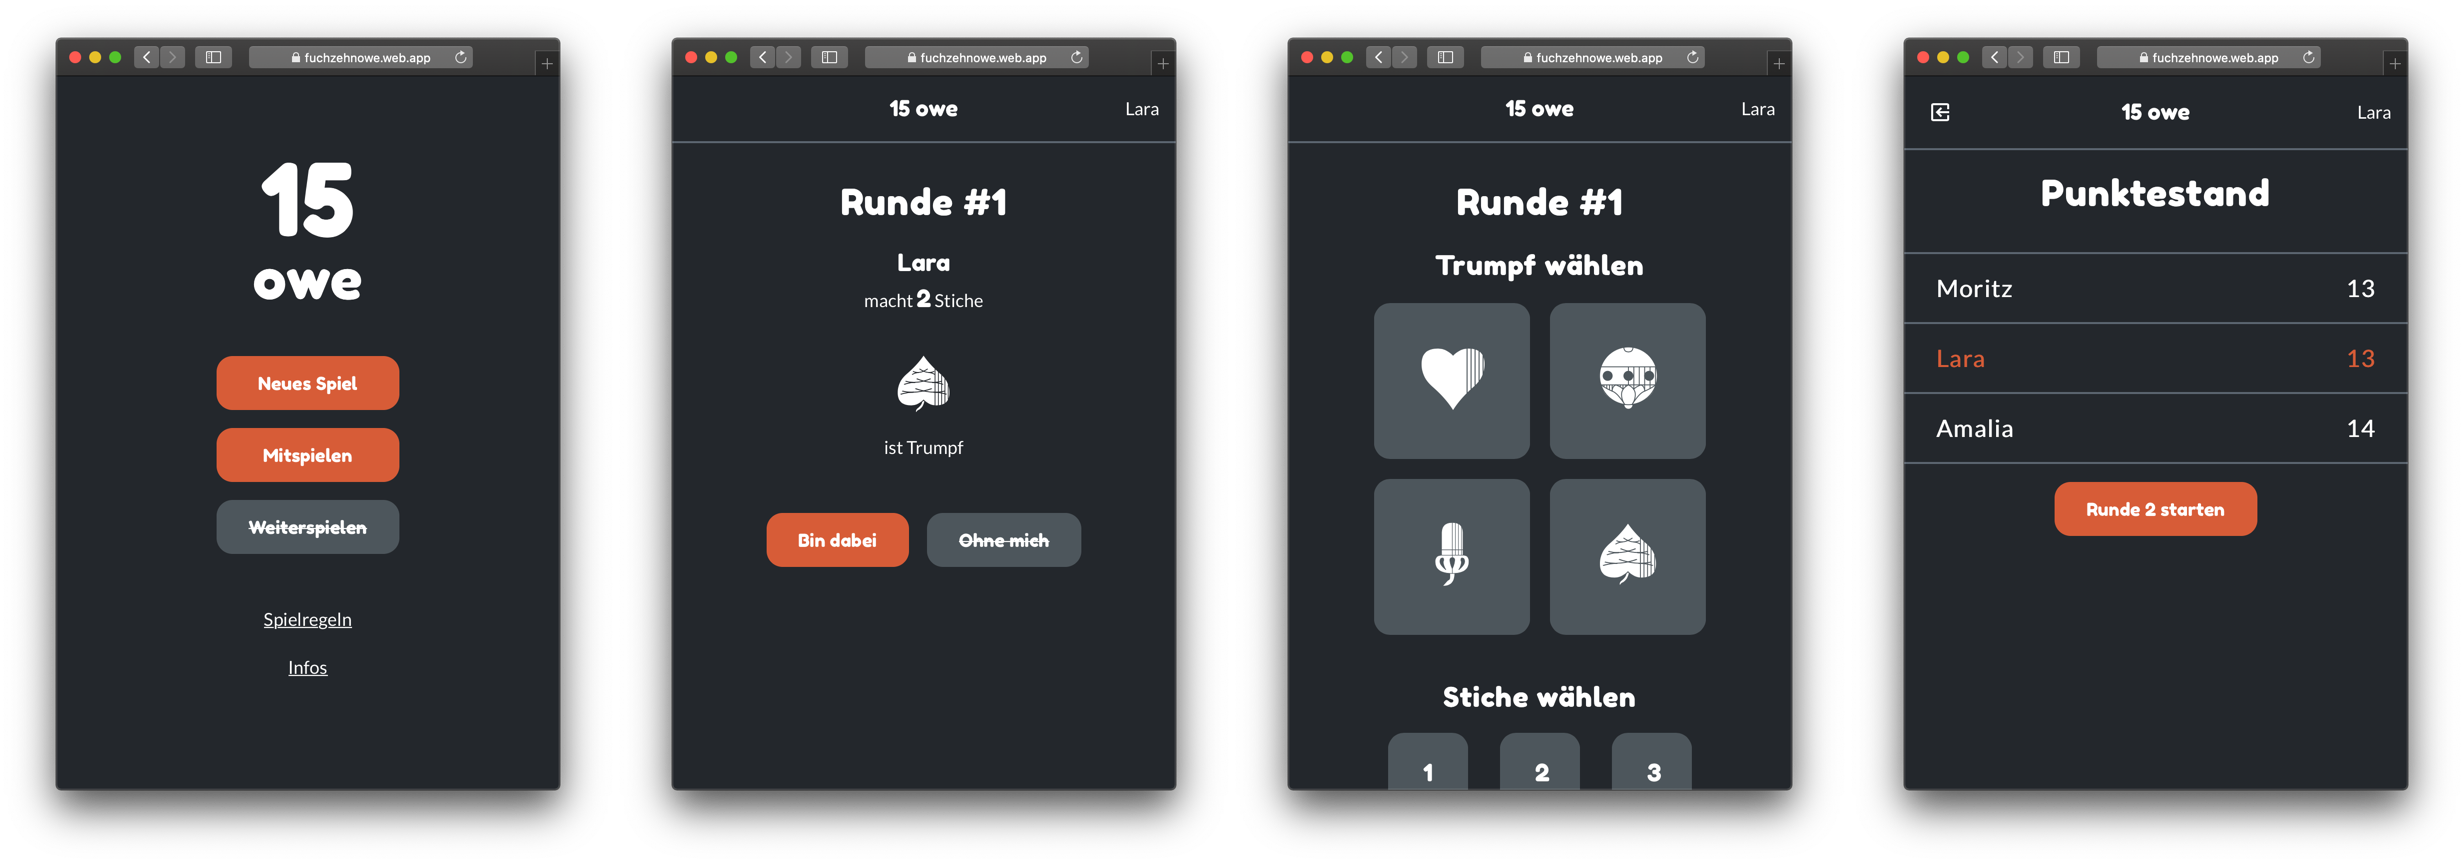 fuchzehnowe.web.app
15
owe
Neues Spiel
Mitspielen
Weiterspielen
Spielregeln
Infos
fuchzehnowe.web.app
15 owe
Lara
Runde #1
Lara
macht 2 Stiche
ist Trumpf
Bin dabei
Ohne mich
fuchzehnowe.web.app
15 owe
Lara
Runde #1
Trumpf wählen
Stiche wählen
1 2 3
fuchzehnowe.web.app
15 owe
Lara
Punktestand
Moritz 13
Lara 13
Amalia 14
Runde 2 starten